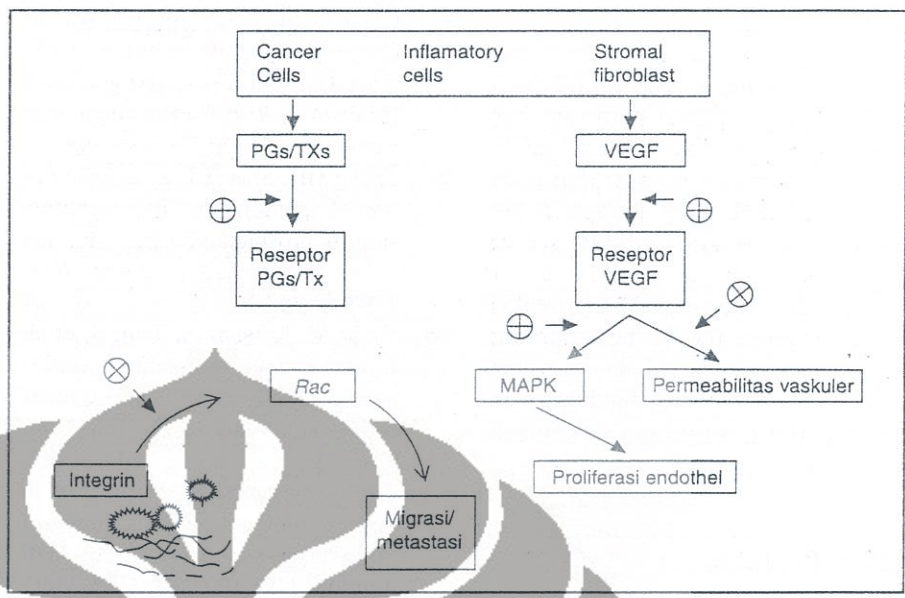 Cancer
Cells
Inflamatory
cells
Stromal
fibroblast
PGs/TXs
VEGF
Reseptor
PGs/Tx
Reseptor
VEGF
Rac
MAPK
Permeabilitas vaskuler
Integrin
Proliferasi endothel
Migrasi/
metastasi